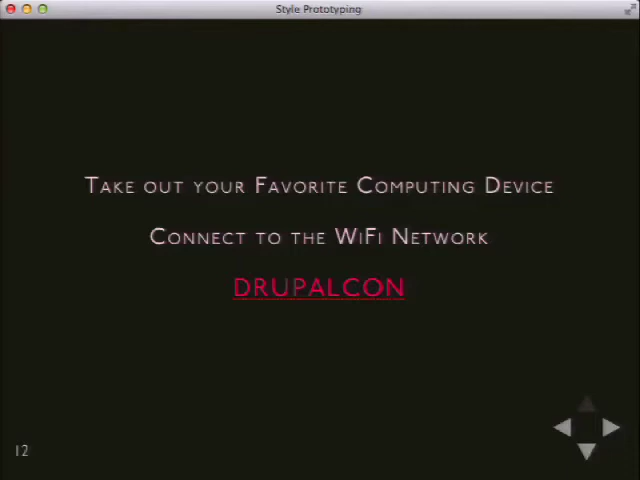 Style Prototyping
Take out your Favorite Computing Device
Connect to the WiFi Network
DRUPALCON
12